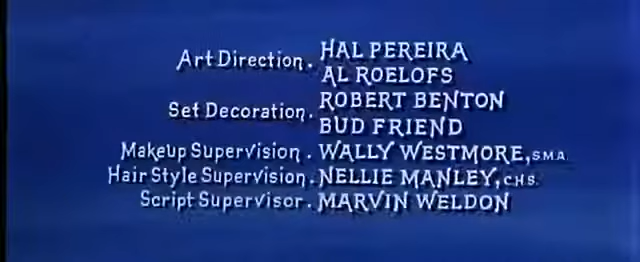 Art Direction . HAL PEREIRA
AL ROELOFS
Set Decoration . ROBERT BENTON
BUD FRIEND
Makeup Supervision . WALLY WESTMORE, S.M.A.
Hair Style Supervision . NELLIE MANLEY, C.H.S.
Script Supervisor . MARVIN WELDON